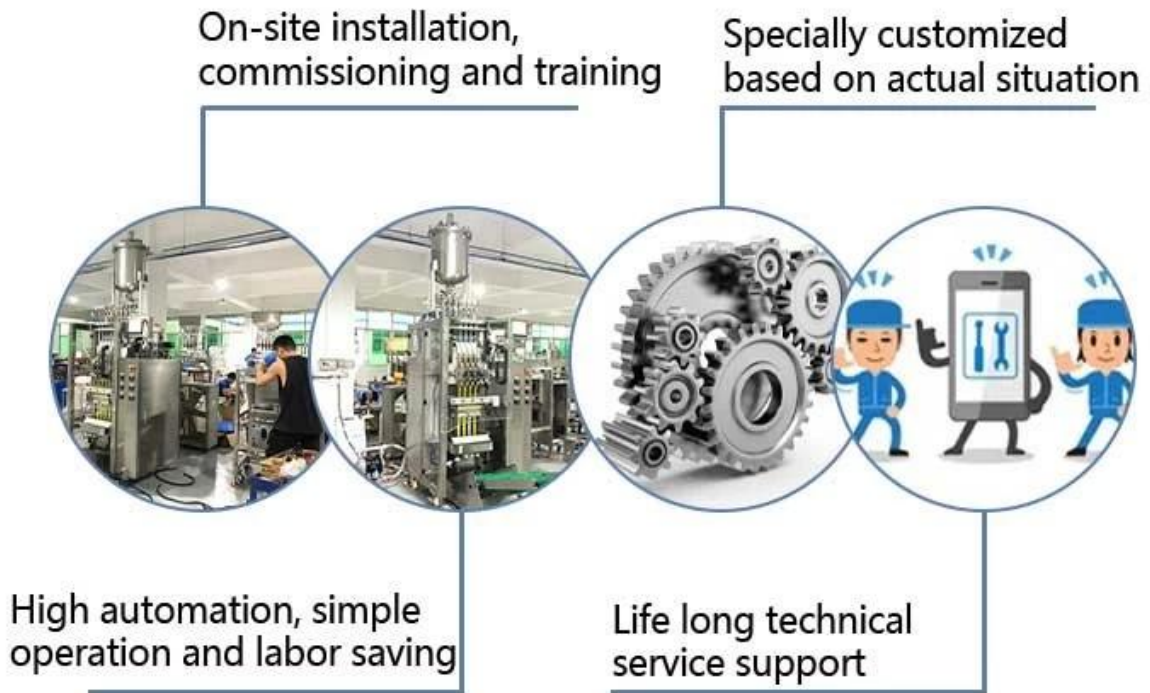 On-site installation,
commissioning and training
Specially customized
based on actual situation
High automation, simple
operation and labor saving
Life long technical
service support